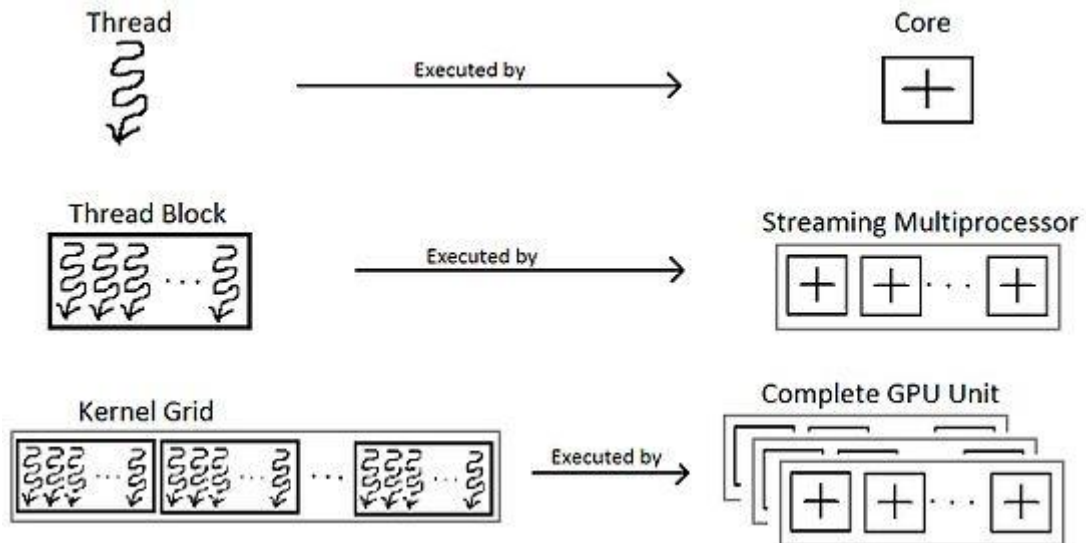 Thread
Executed by
Core
Thread Block
Executed by
Streaming Multiprocessor
Kernel Grid
Executed by
Complete GPU Unit